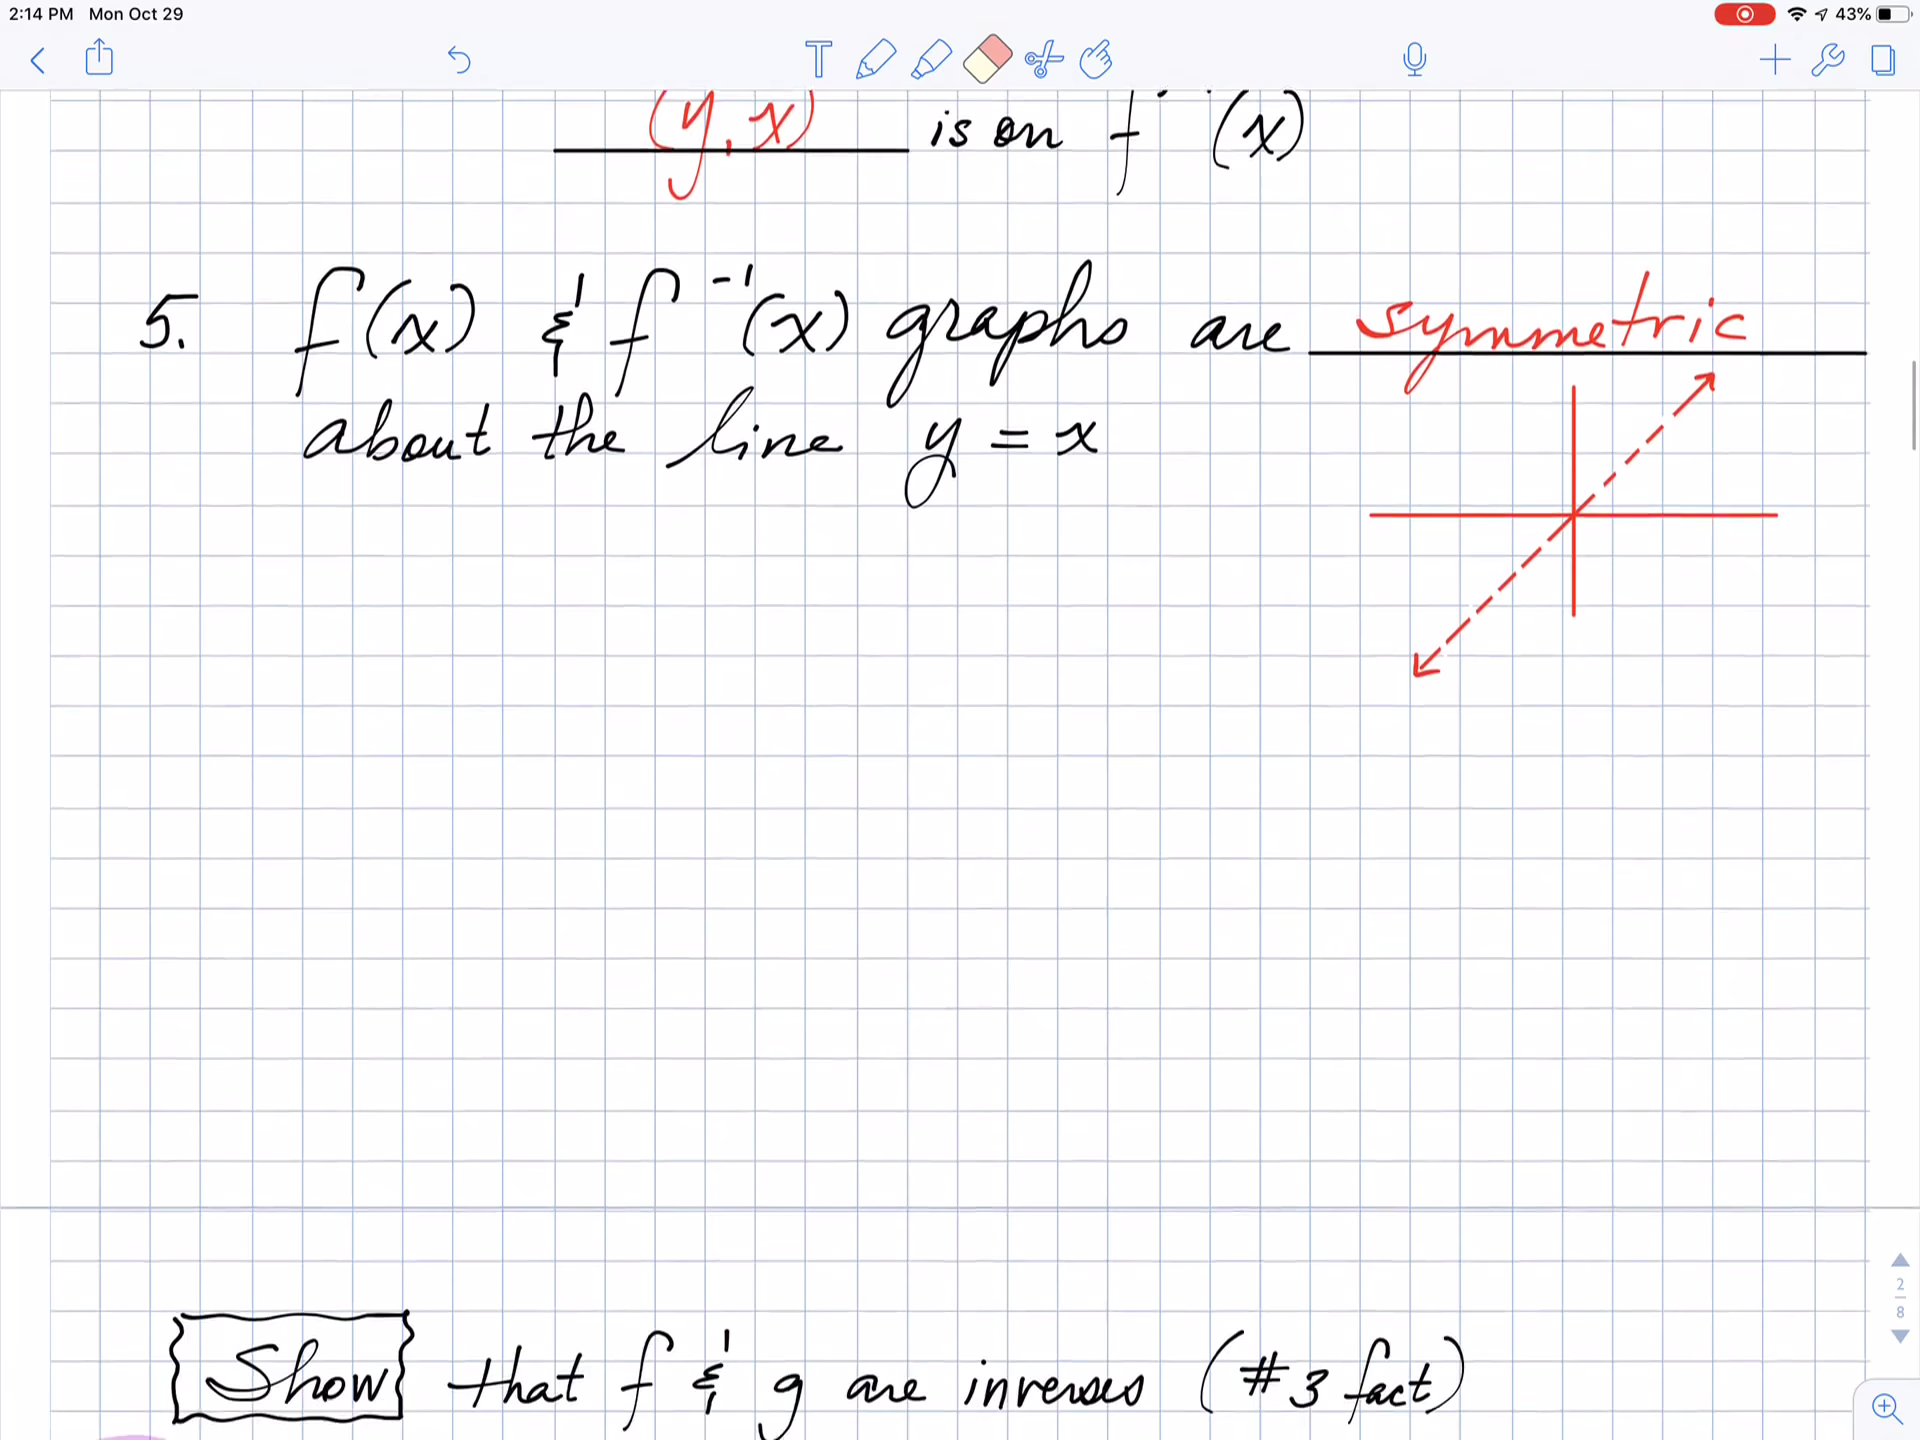 2:14 PM Mon Oct 29
43%
(y, x) is on f⁻¹(x)
5. f(x) & f⁻¹(x) graphs are symmetric
about the line y = x
2
8
Show that f & g are inverses (#3 fact)